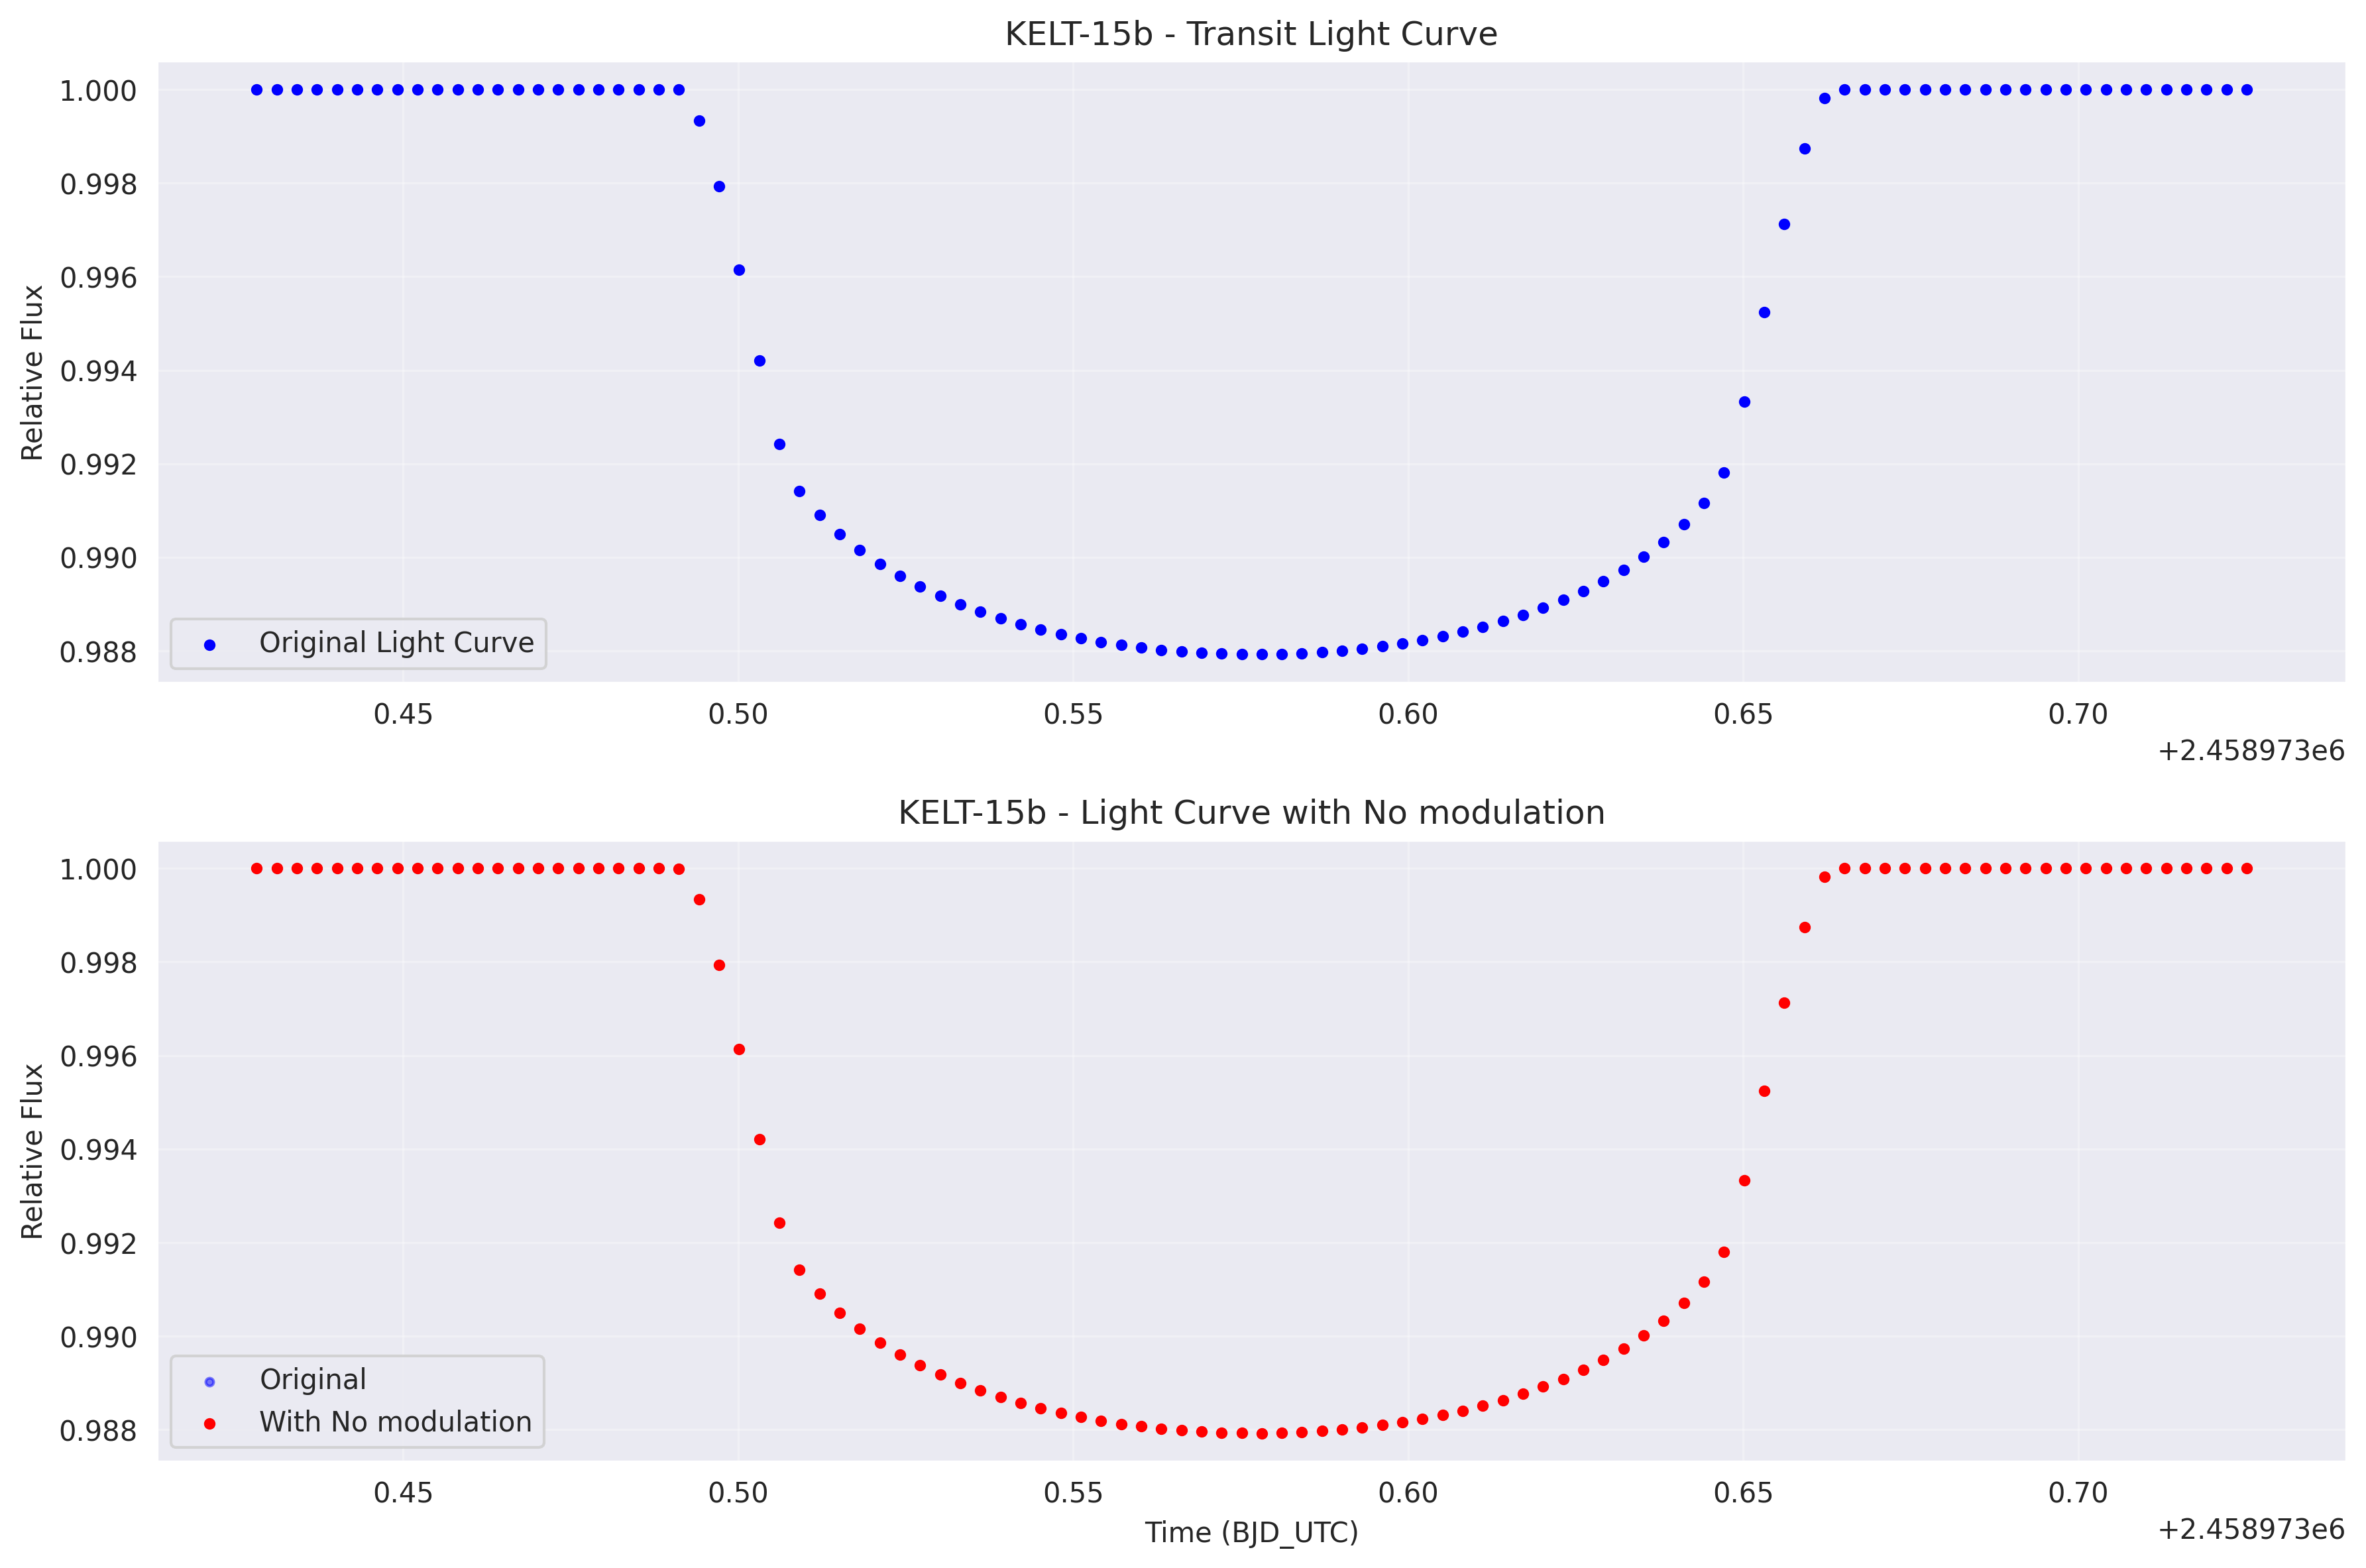 KELT-15b - Transit Light Curve
Relative Flux
1.000
0.998
0.996
0.994
0.992
0.990
0.988
Original Light Curve
0.45 0.50 0.55 0.60 0.65 0.70
+2.458973e6
KELT-15b - Light Curve with No modulation
Relative Flux
1.000
0.998
0.996
0.994
0.992
0.990
0.988
Original
With No modulation
0.45 0.50 0.55 0.60 0.65 0.70
Time (BJD_UTC)
+2.458973e6